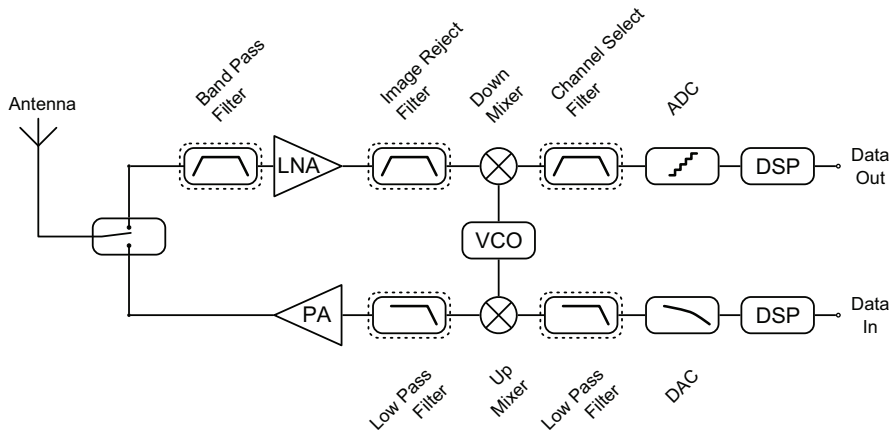 Antenna
Band Pass
Filter
LNA
Image Reject
Filter
Down
Mixer
Channel Select
Filter
ADC
DSP
Data
Out
VCO
PA
Low Pass
Filter
Up
Mixer
Low Pass
Filter
DAC
DSP
Data
In